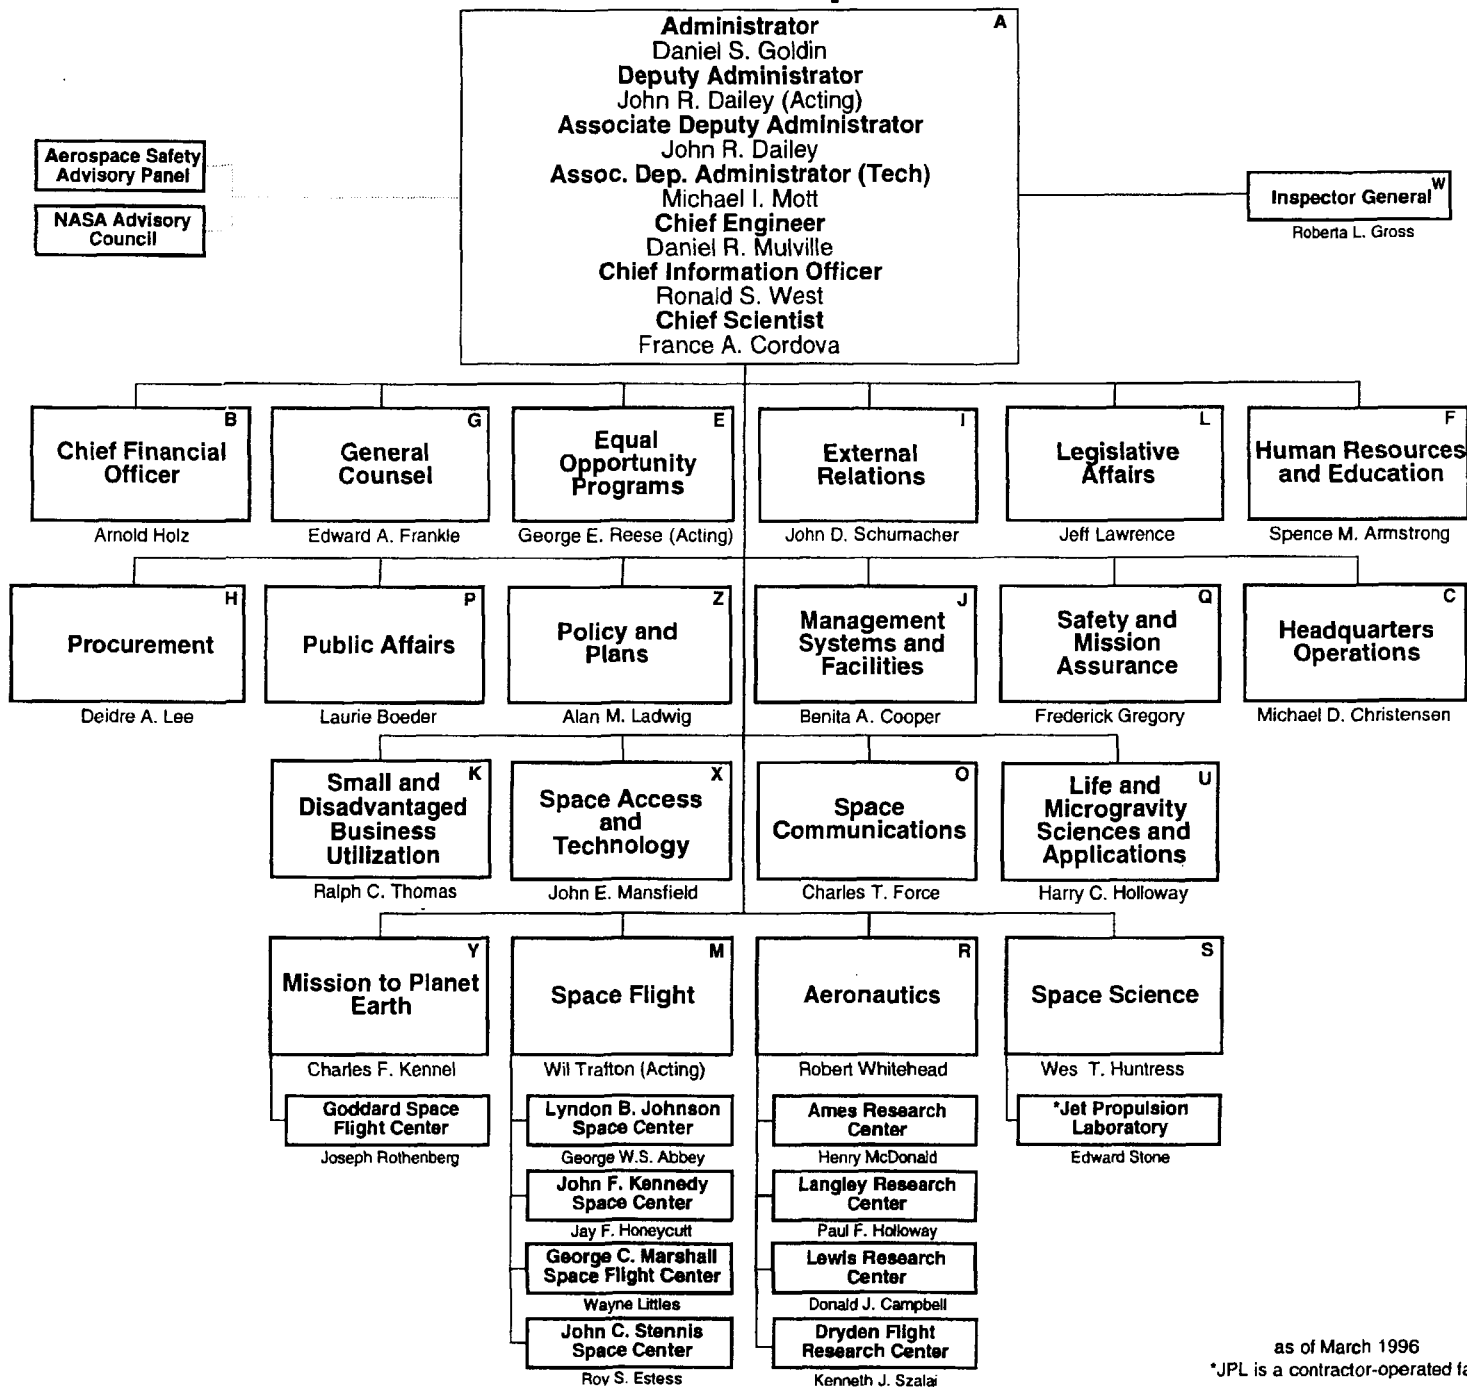 A
Administrator
Daniel S. Goldin
Deputy Administrator
John R. Dailey (Acting)
Associate Deputy Administrator
John R. Dailey
Assoc. Dep. Administrator (Tech)
Michael I. Mott
Chief Engineer
Daniel R. Mulville
Chief Information Officer
Ronald S. West
Chief Scientist
France A. Cordova
Aerospace Safety
Advisory Panel
NASA Advisory
Council
W
Inspector General
Roberta L. Gross
B
Chief Financial
Officer
Arnold Holz
G
General
Counsel
Edward A. Frankle
E
Equal
Opportunity
Programs
George E. Reese (Acting)
I
External
Relations
John D. Schumacher
L
Legislative
Affairs
Jeff Lawrence
F
Human Resources
and Education
Spence M. Armstrong
H
Procurement
Deidre A. Lee
P
Public Affairs
Laurie Boeder
Z
Policy and
Plans
Alan M. Ladwig
J
Management
Systems and
Facilities
Benita A. Cooper
Q
Safety and
Mission
Assurance
Frederick Gregory
C
Headquarters
Operations
Michael D. Christensen
K
Small and
Disadvantaged
Business
Utilization
Ralph C. Thomas
X
Space Access
and
Technology
John E. Mansfield
O
Space
Communications
Charles T. Force
U
Life and
Microgravity
Sciences and
Applications
Harry C. Holloway
Y
Mission to Planet
Earth
Charles F. Kennel
Goddard Space
Flight Center
Joseph Rothenberg
M
Space Flight
Wil Trafton (Acting)
Lyndon B. Johnson
Space Center
George W.S. Abbey
John F. Kennedy
Space Center
Jay F. Honeycutt
George C. Marshall
Space Flight Center
Wayne Littles
John C. Stennis
Space Center
Roy S. Estess
R
Aeronautics
Robert Whitehead
Ames Research
Center
Henry McDonald
Langley Research
Center
Paul F. Holloway
Lewis Research
Center
Donald J. Campbell
Dryden Flight
Research Center
Kenneth J. Szalai
S
Space Science
Wes T. Huntress
*Jet Propulsion
Laboratory
Edward Stone
as of March 1996
*JPL is a contractor-operated